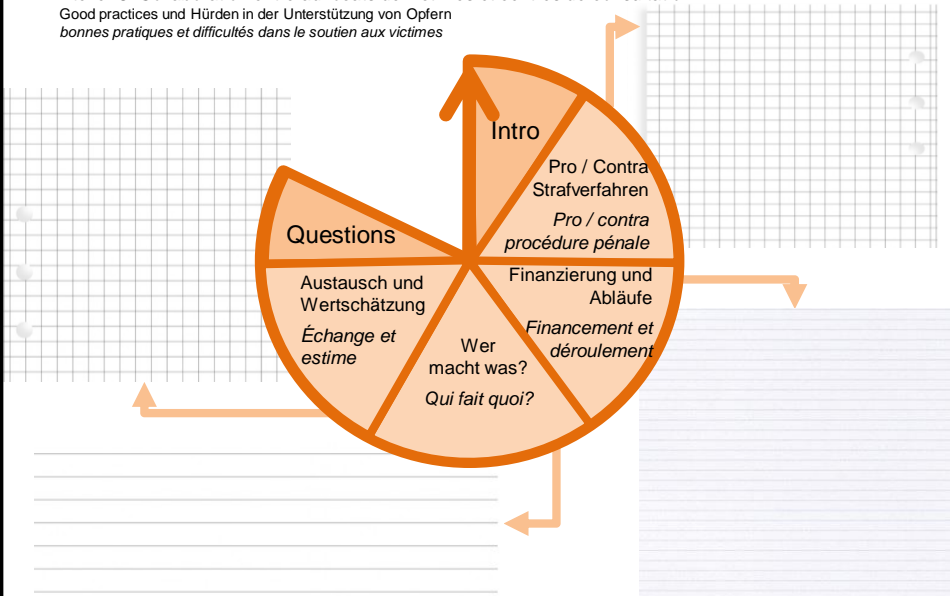 Good practices und Hürden in der Unterstützung von Opfern
bonnes pratiques et difficultés dans le soutien aux victimes
Intro
Pro / Contra
Strafverfahren
Pro / contra
procédure pénale
Finanzierung und
Abläufe
Financement et
déroulement
Wer
macht was?
Qui fait quoi?
Austausch und
Wertschätzung
Échange et
estime
Questions